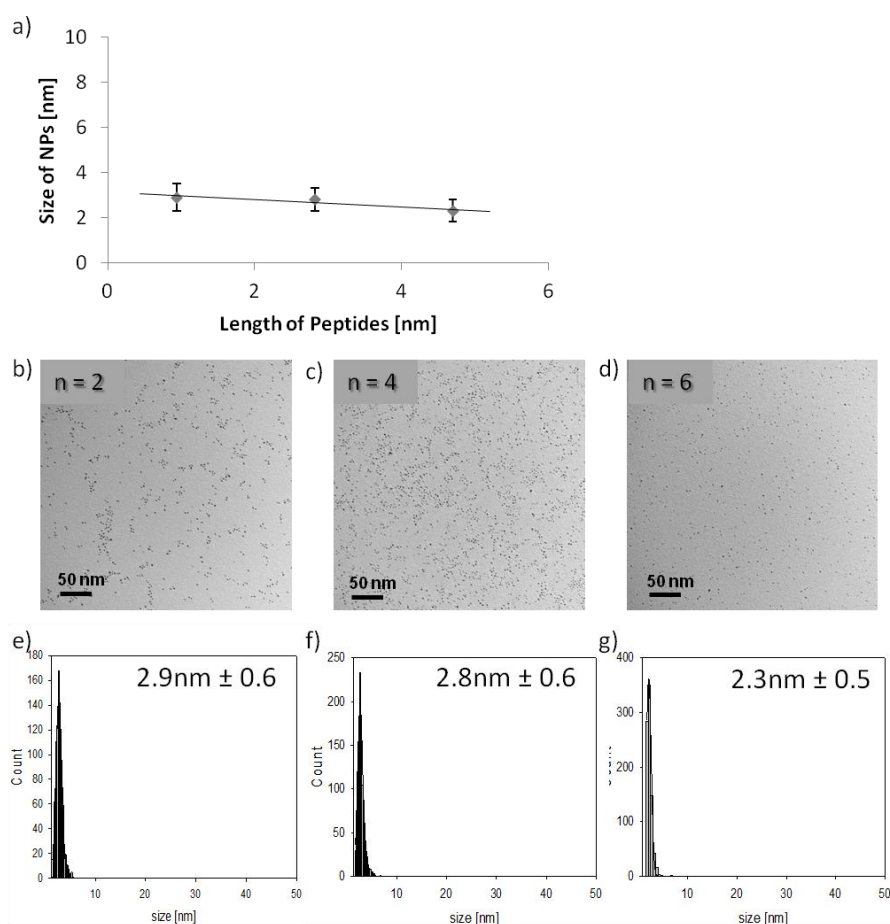 a)
10
8
6
4
2
0
Size of NPs [nm]
0 2 4 6
Length of Peptides [nm]
b) n = 2
50 nm
c) n = 4
50 nm
d) n = 6
50 nm
e)
2.9nm ± 0.6
180
160
140
120
100
80
60
40
20
0
Count
10 20 30 40 50
size [nm]
f)
2.8nm ± 0.6
250
200
150
100
50
0
Count
10 20 30 40 50
size [nm]
g)
2.3nm ± 0.5
400
300
200
100
0
Count
10 20 30 40 50
size [nm]